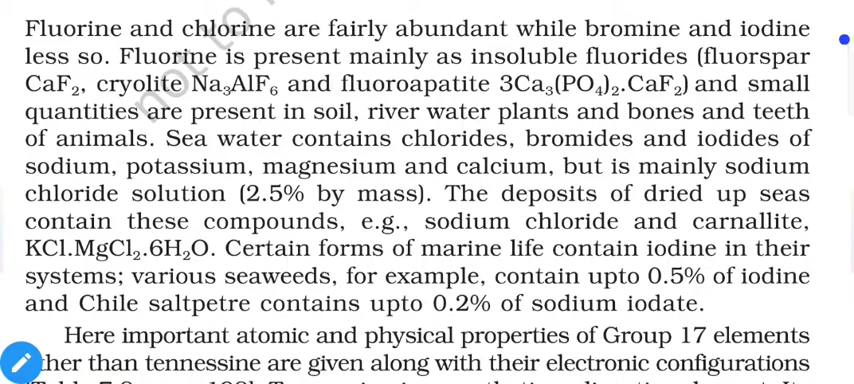 Fluorine and chlorine are fairly abundant while bromine and iodine
less so. Fluorine is present mainly as insoluble fluorides (fluorspar
CaF₂, cryolite Na₃AlF₆ and fluoroapatite 3Ca₃(PO₄)₂.CaF₂) and small
quantities are present in soil, river water plants and bones and teeth
of animals. Sea water contains chlorides, bromides and iodides of
sodium, potassium, magnesium and calcium, but is mainly sodium
chloride solution (2.5% by mass). The deposits of dried up seas
contain these compounds, e.g., sodium chloride and carnallite,
KCl.MgCl₂.6H₂O. Certain forms of marine life contain iodine in their
systems; various seaweeds, for example, contain upto 0.5% of iodine
and Chile saltpetre contains upto 0.2% of sodium iodate.
Here important atomic and physical properties of Group 17 elements
than tennessine are given along with their electronic configurations
not to